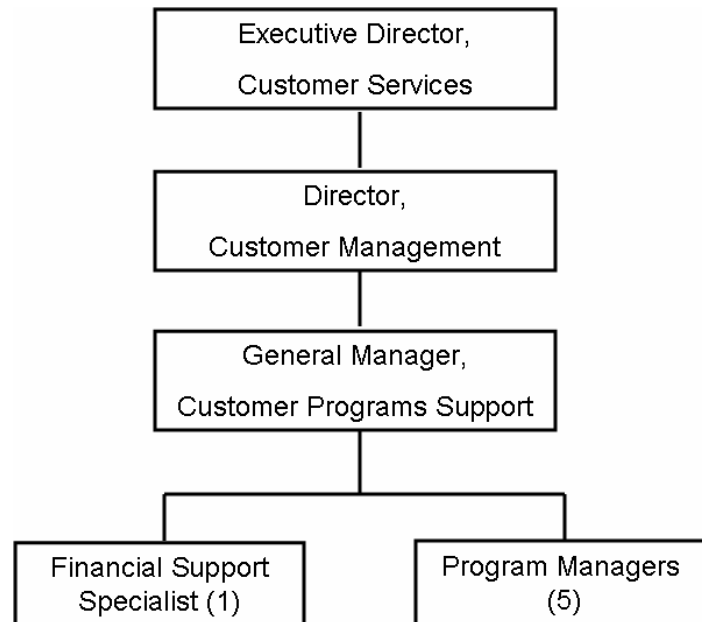 Executive Director,
Customer Services
Director,
Customer Management
General Manager,
Customer Programs Support
Financial Support
Specialist (1)
Program Managers
(5)